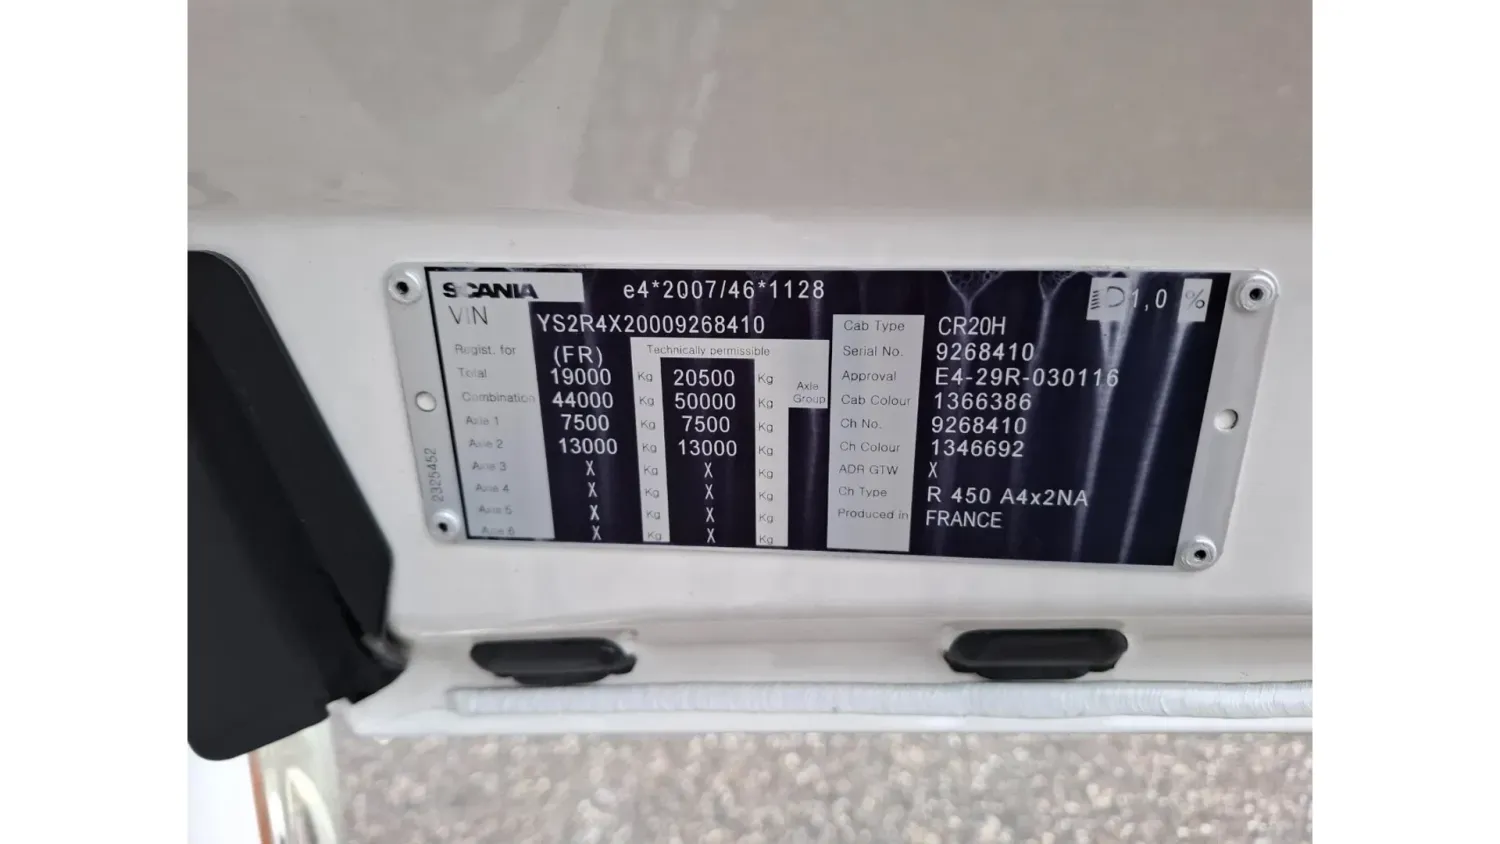 SCANIA e4*2007/46*1128 1,0 %
VIN YS2R4X20009268410
Regist. for (FR) Technically permissible
Total 19000 Kg 20500 Kg Axle Group
Combination 44000 Kg 50000 Kg
Axle 1 7500 Kg 7500 Kg
Axle 2 13000 Kg 13000 Kg
Axle 3 X Kg X Kg
Axle 4 X Kg X Kg
Axle 5 X Kg X Kg
Axle 6 X Kg X Kg
Cab Type CR20H
Serial No. 9268410
Approval E4-29R-030116
Cab Colour 1366386
Ch No. 9268410
Ch Colour 1346692
ADR GTW X
Ch Type R 450 A4x2NA
Produced in FRANCE
2325452